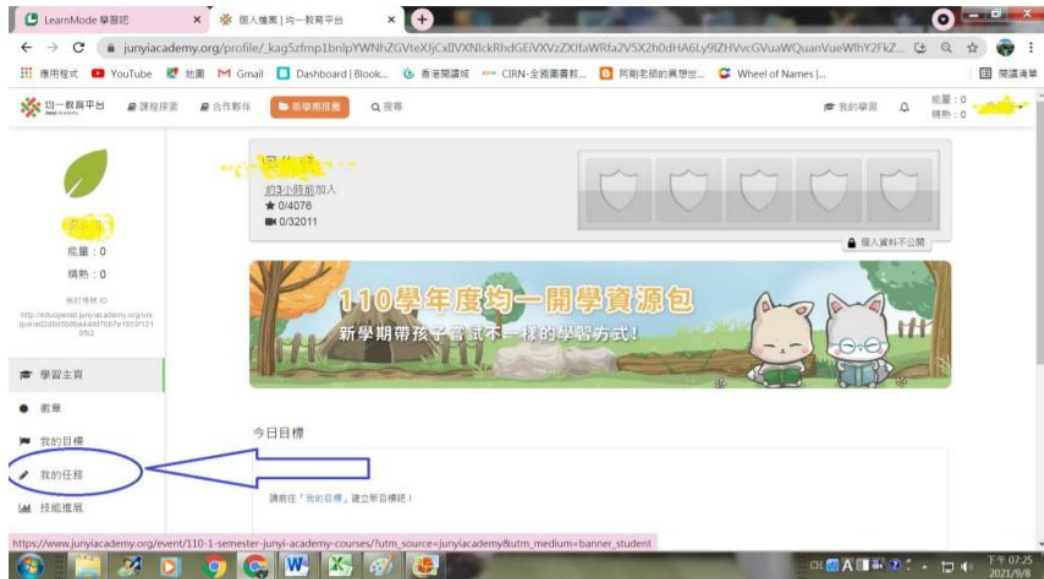 LearnMode 學習吧
個人檔案 | 均一教育平台
應用程式
YouTube
地圖
Gmail
Dashboard | Blook...
香港閱讀城
CIRN-全國圖書教...
阿剛老師的異想世...
Wheel of Names |...
閱讀清單
均一教育平台
Junyi Academy
課程探索
合作夥伴
新學期推薦
搜尋
我的學習
能量：0
精熟：0
約3小時前加入
0/4076
0/32011
個人資料不公開
能量：0
精熟：0
110學年度均一開學資源包
新學期帶孩子嘗試不一樣的學習方式!
學習主頁
徽章
我的目標
我的任務
技能進展
今日目標
請前往「我的目標」建立新目標吧！
https://www.junyiacademy.org/event/110-1-semester-junyi-academy-courses/?utm_source=junyiacademy&utm_medium=banner_student
CH
下午 07:25
2021/9/8